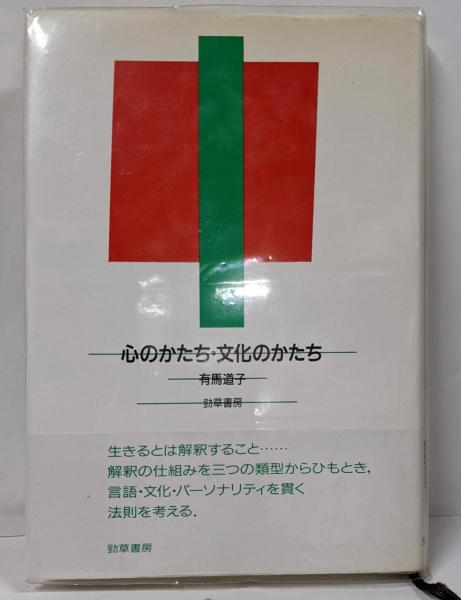 心のかたち・文化のかたち
有馬道子
勁草書房
生きるとは解釈すること……
解釈の仕組みを三つの類型からひもとき,
言語・文化・パーソナリティを貫く
法則を考える.
勁草書房